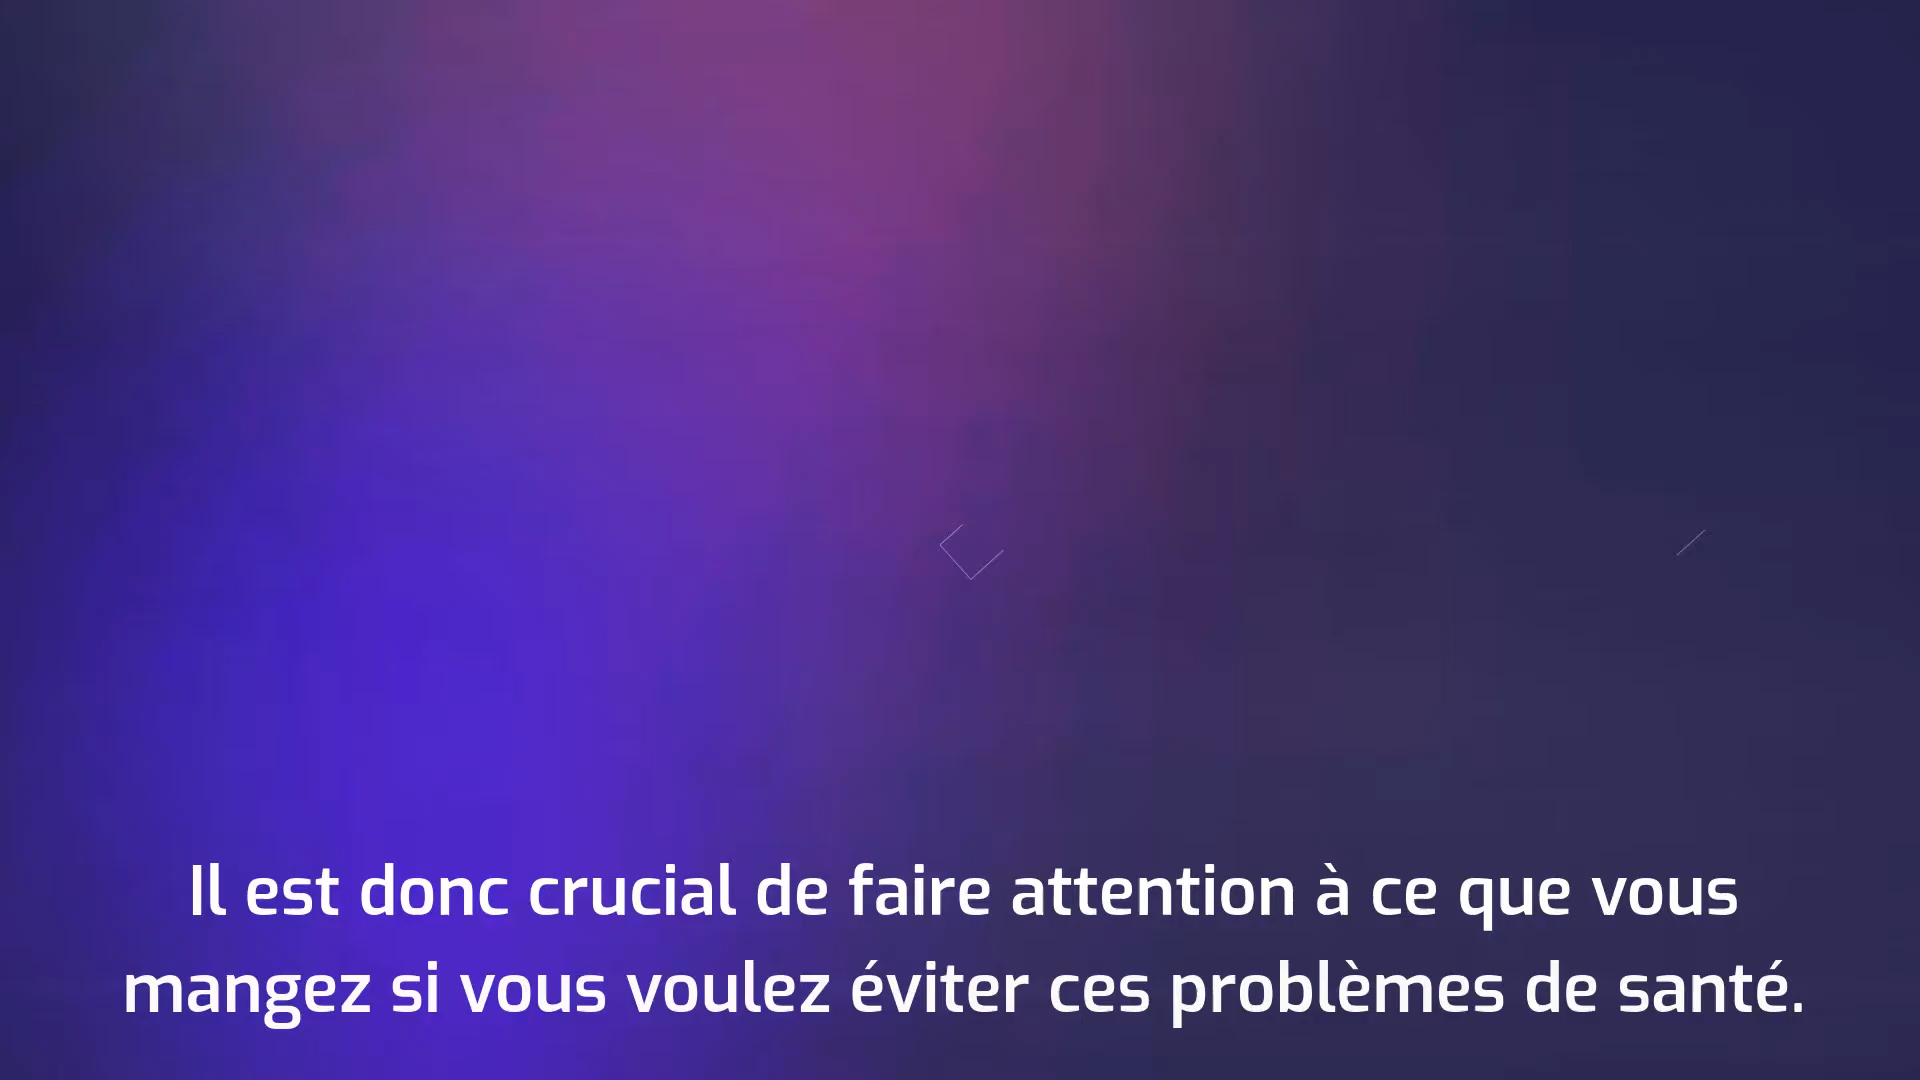 Il est donc crucial de faire attention à ce que vous
mangez si vous voulez éviter ces problèmes de santé.